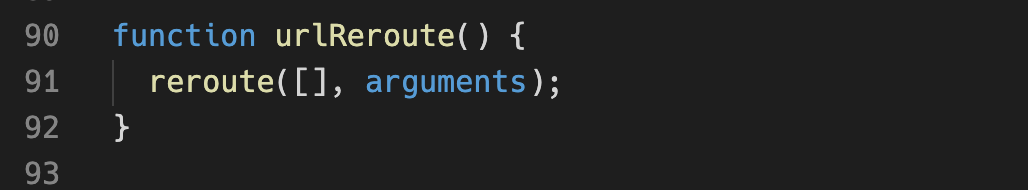 90 function urlReroute() {
91 reroute([], arguments);
92 }
93